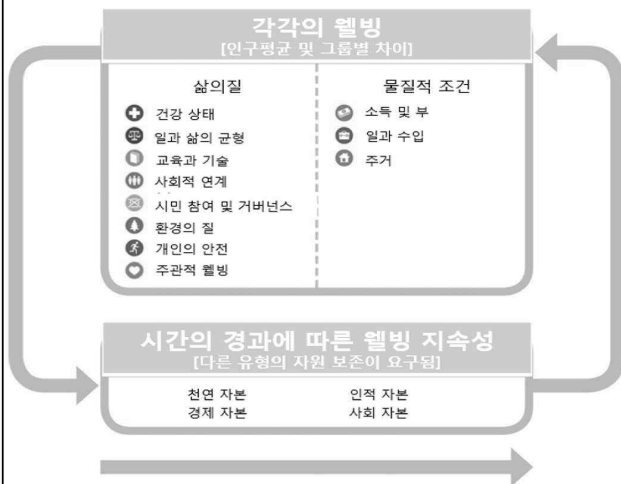 각각의 웰빙
[인구평균 및 그룹별 차이]
삶의질
건강 상태
일과 삶의 균형
교육과 기술
사회적 연계
시민 참여 및 거버넌스
환경의 질
개인의 안전
주관적 웰빙
물질적 조건
소득 및 부
일과 수입
주거
시간의 경과에 따른 웰빙 지속성
[다른 유형의 자원 보존이 요구됨]
천연 자본
인적 자본
경제 자본
사회 자본